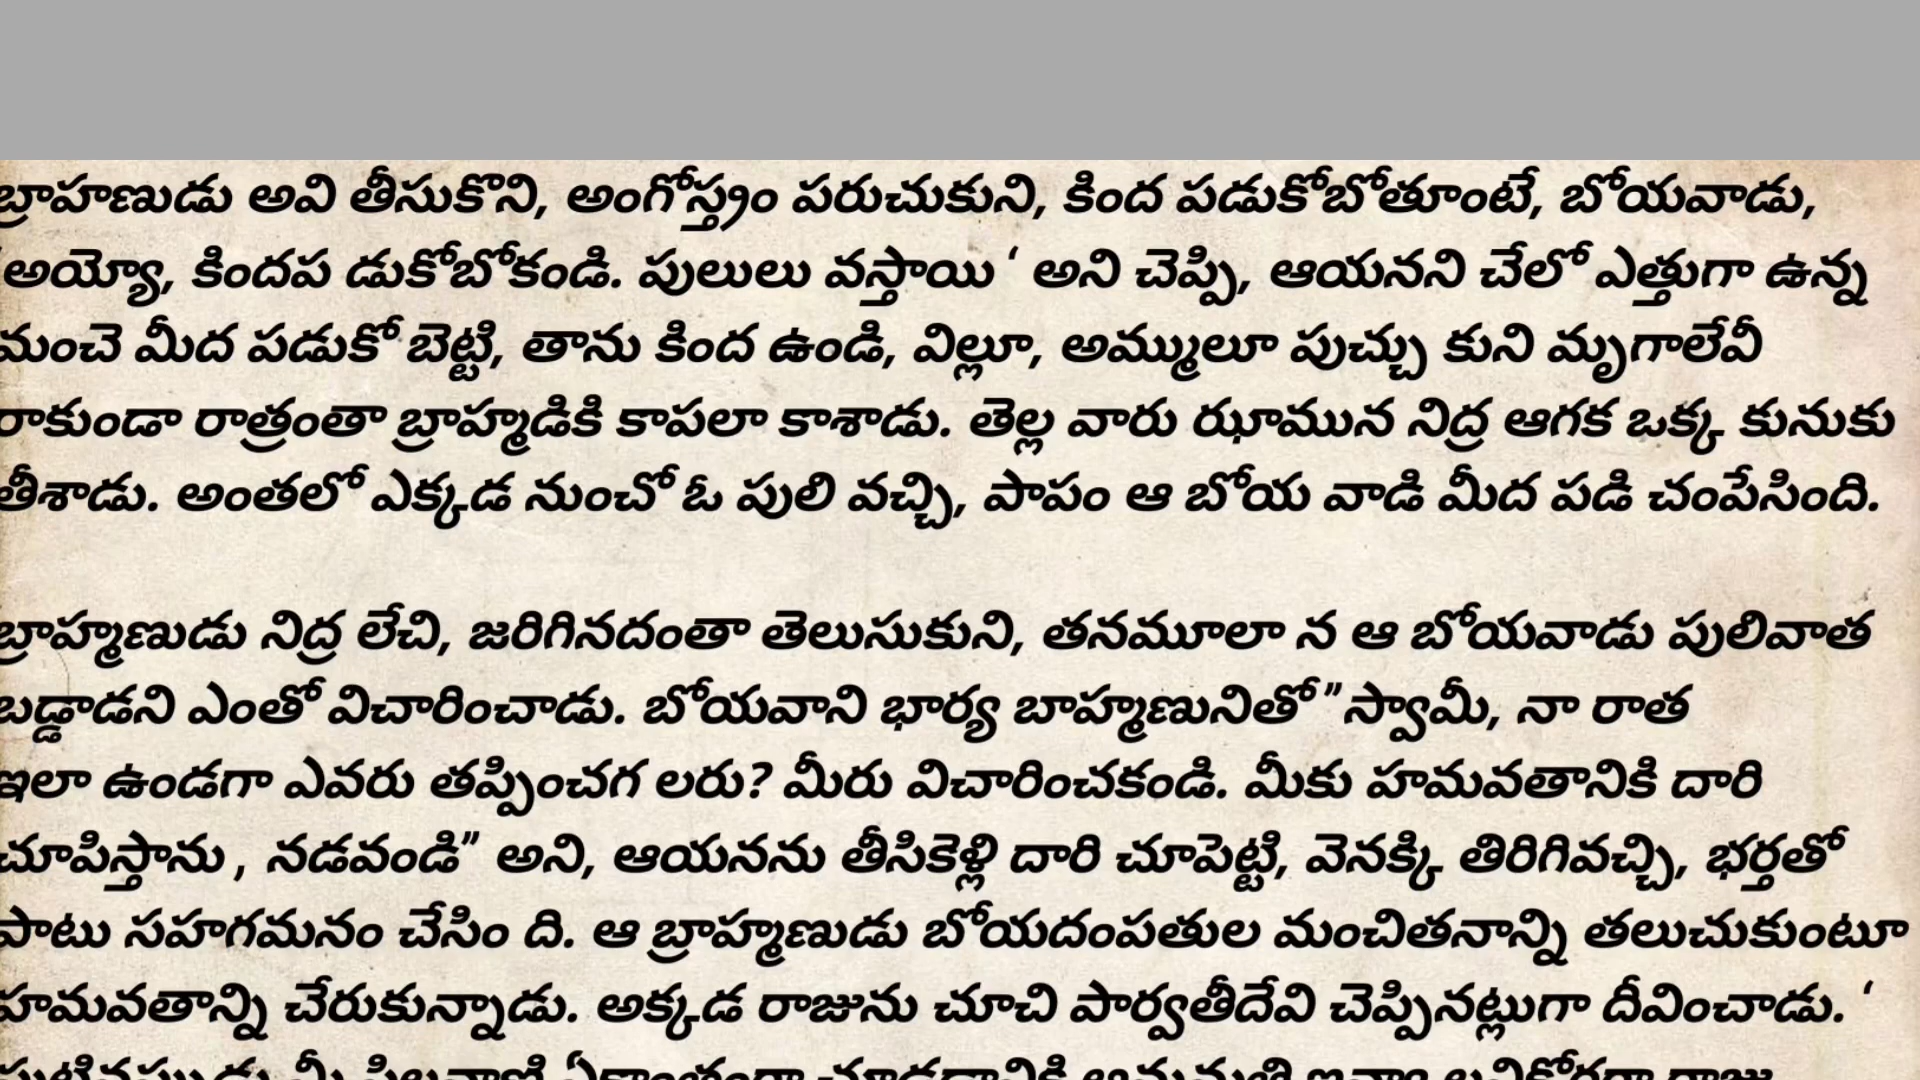 బ్రాహణుడు అవి తీసుకొని, అంగోస్త్రం పరుచుకుని, కింద పడుకోబోతూంటే, బోయవాడు,
'అయ్యో, కిందప డుకోబోకండి. పులులు వస్తాయి ‘ అని చెప్పి, ఆయనని చేలో ఎత్తుగా ఉన్న
మంచె మీద పడుకో బెట్టి, తాను కింద ఉండి, విల్లూ, అమ్ములూ పుచ్చు కుని మృగాలేవీ
రాకుండా రాత్రంతా బ్రాహ్మడికి కాపలా కాశాడు. తెల్ల వారు ఝామున నిద్ర ఆగక ఒక్క కునుకు
తీశాడు. అంతలో ఎక్కడ నుంచో ఓ పులి వచ్చి, పాపం ఆ బోయ వాడి మీద పడి చంపేసింది.
బ్రాహ్మణుడు నిద్ర లేచి, జరిగినదంతా తెలుసుకుని, తనమూలా న ఆ బోయవాడు పులివాత
బడ్డాడని ఎంతో విచారించాడు. బోయవాని భార్య బాహ్మణునితో ”స్వామీ, నా రాత
ఇలా ఉండగా ఎవరు తప్పించగ లరు? మీరు విచారించకండి. మీకు హమవతానికి దారి
చూపిస్తాను , నడవండి” అని, ఆయనను తీసికెళ్లి దారి చూపెట్టి, వెనక్కి తిరిగివచ్చి, భర్తతో
పాటు సహగమనం చేసిం ది. ఆ బ్రాహ్మణుడు బోయదంపతుల మంచితనాన్ని తలుచుకుంటూ
హమవతాన్ని చేరుకున్నాడు. అక్కడ రాజును చూచి పార్వతీదేవి చెప్పినట్లుగా దీవించాడు. ‘